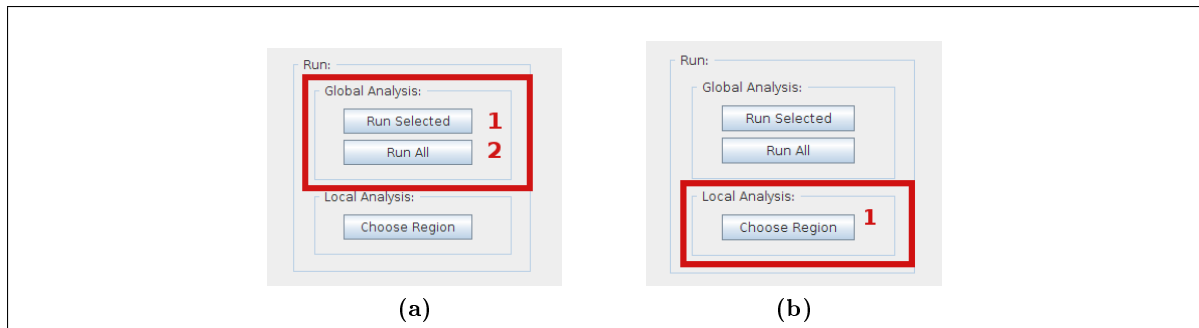 Run:
Global Analysis:
Run Selected 1
Run All 2
Local Analysis:
Choose Region
(a)
Run:
Global Analysis:
Run Selected
Run All
Local Analysis:
Choose Region 1
(b)